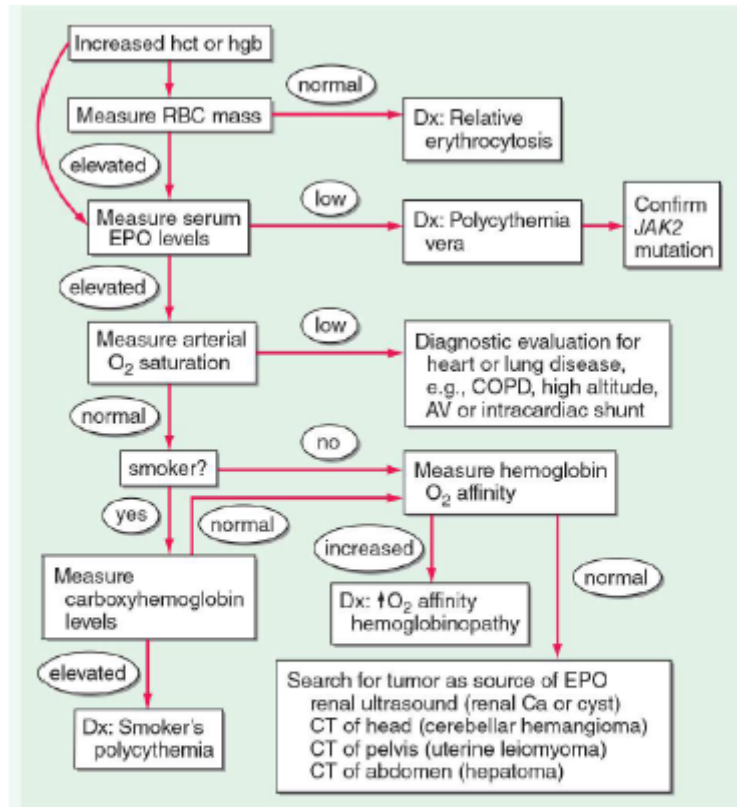 Increased hct or hgb
normal
Measure RBC mass
Dx: Relative
erythrocytosis
elevated
low
Measure serum
EPO levels
Dx: Polycythemia
vera
Confirm
JAK2
mutation
elevated
low
Measure arterial
O2 saturation
Diagnostic evaluation for
heart or lung disease,
e.g., COPD, high altitude,
AV or intracardiac shunt
normal
no
smoker?
Measure hemoglobin
O2 affinity
yes
normal
increased
normal
Measure
carboxyhemoglobin
levels
Dx: ↑O2 affinity
hemoglobinopathy
elevated
Dx: Smoker's
polycythemia
Search for tumor as source of EPO
renal ultrasound (renal Ca or cyst)
CT of head (cerebellar hemangioma)
CT of pelvis (uterine leiomyoma)
CT of abdomen (hepatoma)